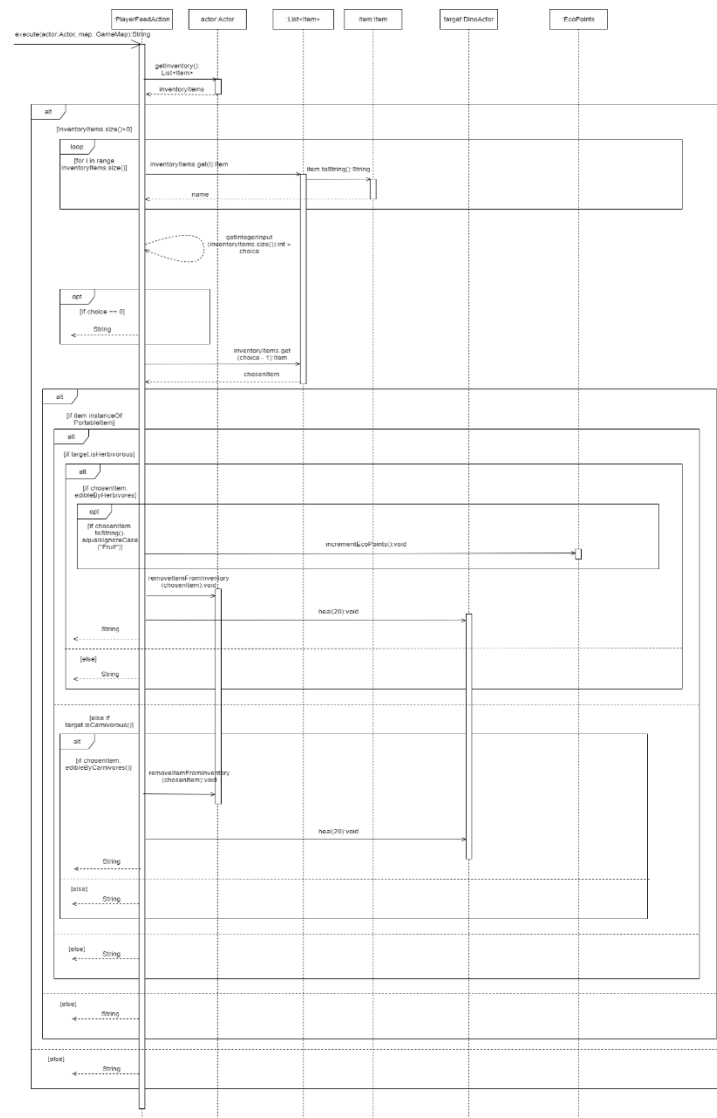 :PlayerFeedAction
actor:Actor
:List<Item>
item:Item
target:DinoActor
:EcoPoints
execute(actor:Actor, map: GameMap):String
getInventory():
List<Item>
inventoryItems
alt
[inventoryItems.size()>0]
loop
[for i in range
inventoryItems.size()]
inventoryItems.get(i):Item
item.toString():String
name
getIntegerInput
(inventoryItems.size()):int =
choice
opt
[if choice == 0]
String
inventoryItems.get
(choice - 1):Item
chosenItem
alt
[if item instanceOf
PortableItem]
alt
[if target.isHerbivorous]
alt
[if chosenItem.
edibleByHerbivores]
opt
[if chosenItem.
toString().
equalsIgnoreCase
("Fruit")]
incrementEcoPoints():void
removeItemFromInventory
(chosenItem):void
heal(20):void
String
[else]
String
[else if
target.isCarnivorous()]
alt
[if chosenItem.
edibleByCarnivores()]
removeItemFromInventory
(chosenItem):void
heal(20):void
String
[else]
String
[else]
String
[else]
String
[else]
String